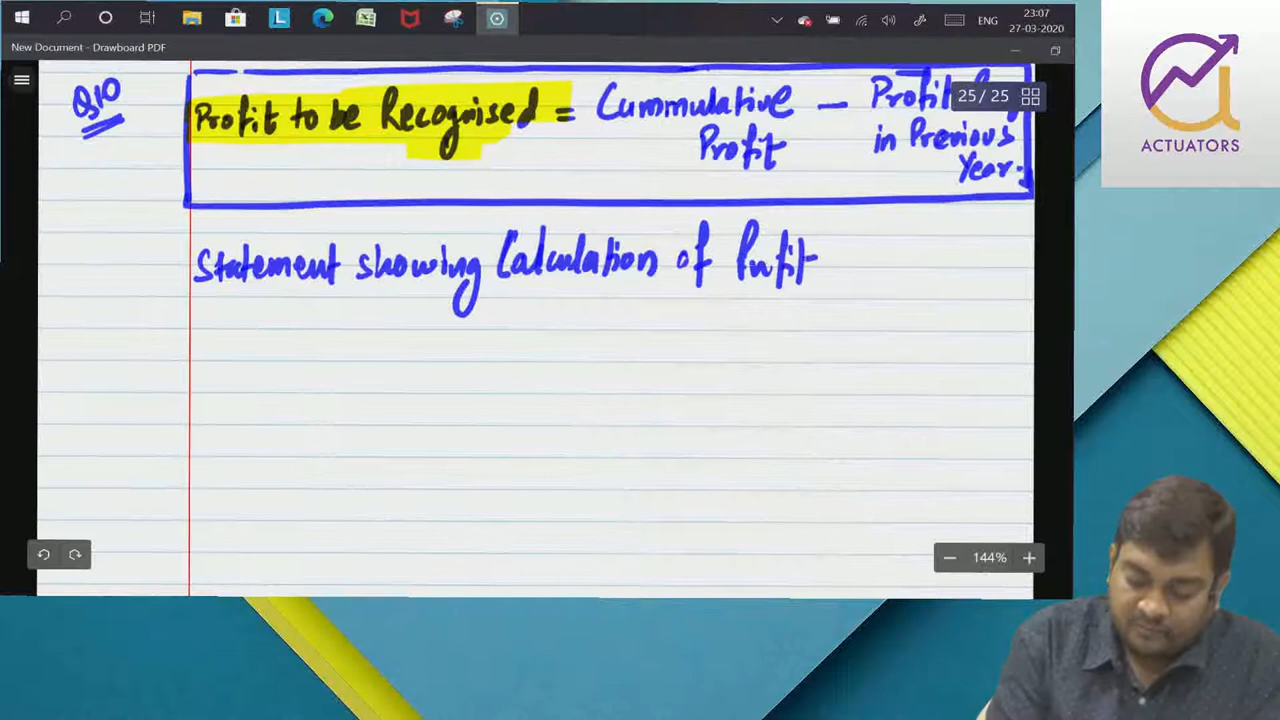 23:07
ENG
27-03-2020
New Document - Drawboard PDF
Q10
Profit to be Recognised = Cummulative Profit - Profit
in Previous
Year.
25 / 25
ACTUATORS
Statement showing Calculation of Profit
144%